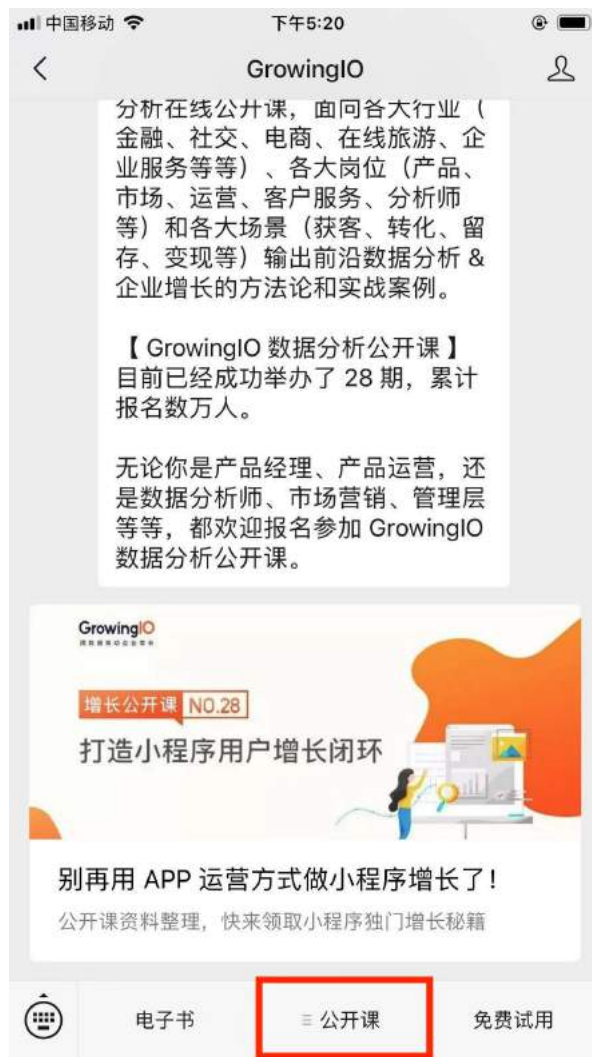 中国移动
下午5:20
GrowingIO
分析在线公开课，面向各大行业（
金融、社交、电商、在线旅游、企
业服务等等）、各大岗位（产品、
市场、运营、客户服务、分析师
等）和各大场景（获客、转化、留
存、变现等）输出前沿数据分析 &
企业增长的方法论和实战案例。
【 GrowingIO 数据分析公开课 】
目前已经成功举办了 28 期，累计
报名数万人。
无论你是产品经理、产品运营，还
是数据分析师、市场营销、管理层
等等，都欢迎报名参加 GrowingIO
数据分析公开课。
GrowingIO
增长公开课 NO.28
打造小程序用户增长闭环
别再用 APP 运营方式做小程序增长了！
公开课资料整理，快来领取小程序独门增长秘籍
电子书
公开课
免费试用